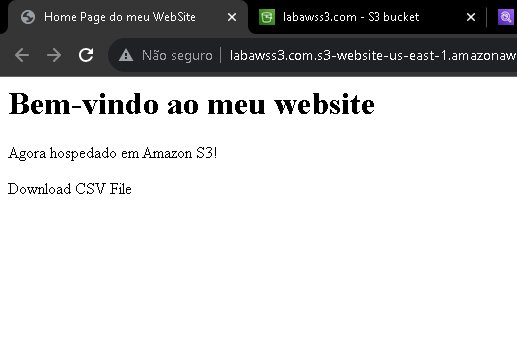 Home Page do meu WebSite
labawss3.com - S3 bucket
Não seguro
labawss3.com.s3-website-us-east-1.amazonaw
Bem-vindo ao meu website
Agora hospedado em Amazon S3!
Download CSV File